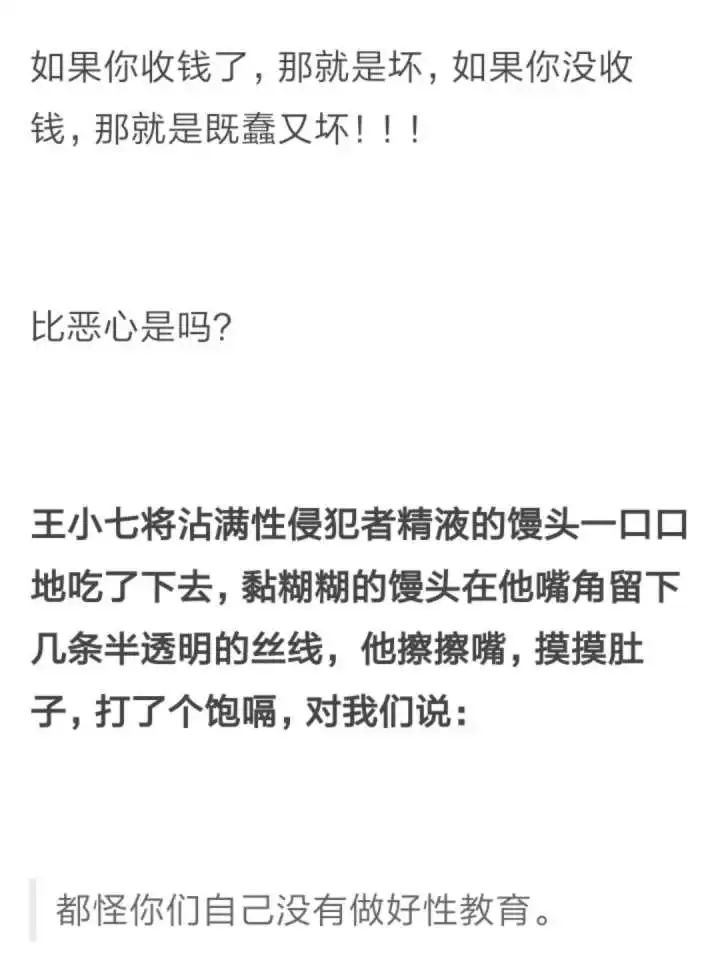 如果你收钱了，那就是坏，如果你没收
钱，那就是既蠢又坏！！！
比恶心是吗？
王小七将沾满性侵犯者精液的馒头一口口
地吃了下去，黏糊糊的馒头在他嘴角留下
几条半透明的丝线，他擦擦嘴，摸摸肚
子，打了个饱嗝，对我们说：
都怪你们自己没有做好性教育。